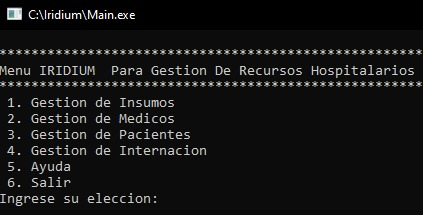 C:\Iridium\Main.exe
*****************************************************
Menu IRIDIUM  Para Gestion De Recursos Hospitalarios
*****************************************************
1. Gestion de Insumos
2. Gestion de Medicos
3. Gestion de Pacientes
4. Gestion de Internacion
5. Ayuda
6. Salir
Ingrese su eleccion: